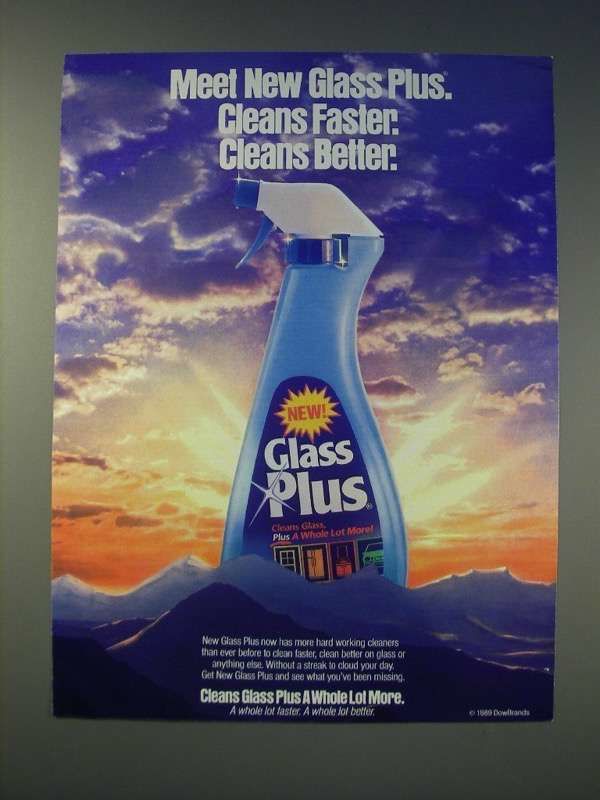 Meet New Glass Plus®.
Cleans Faster.
Cleans Better.
NEW!
Glass
Plus®
Cleans Glass,
Plus A Whole Lot More!
New Glass Plus now has more hard working cleaners
than ever before to clean faster, clean better on glass or
anything else. Without a streak to cloud your day.
Get New Glass Plus and see what you've been missing.
Cleans Glass Plus A Whole Lot More.
A whole lot faster. A whole lot better.
© 1989 DowBrands